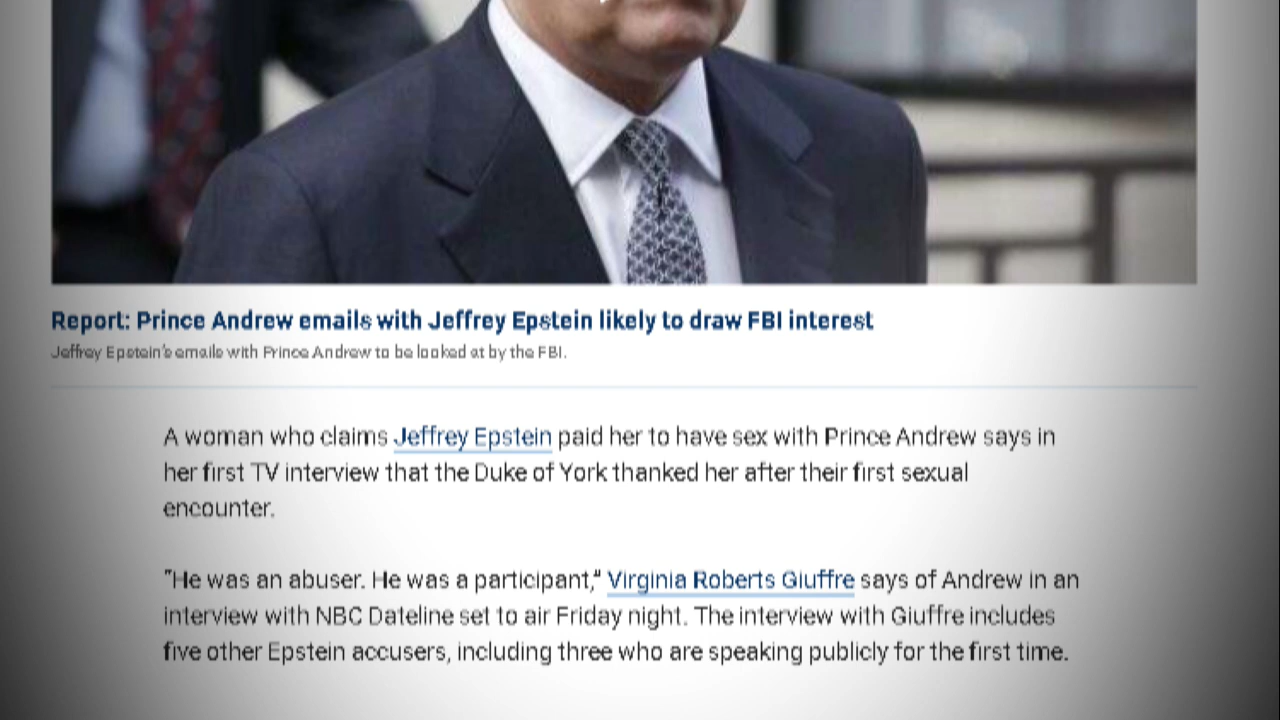 Report: Prince Andrew emails with Jeffrey Epstein likely to draw FBI interest
Jeffrey Epstein's emails with Prince Andrew to be looked at by the FBI.
A woman who claims Jeffrey Epstein paid her to have sex with Prince Andrew says in
her first TV interview that the Duke of York thanked her after their first sexual
encounter.
"He was an abuser. He was a participant," Virginia Roberts Giuffre says of Andrew in an
interview with NBC Dateline set to air Friday night. The interview with Giuffre includes
five other Epstein accusers, including three who are speaking publicly for the first time.